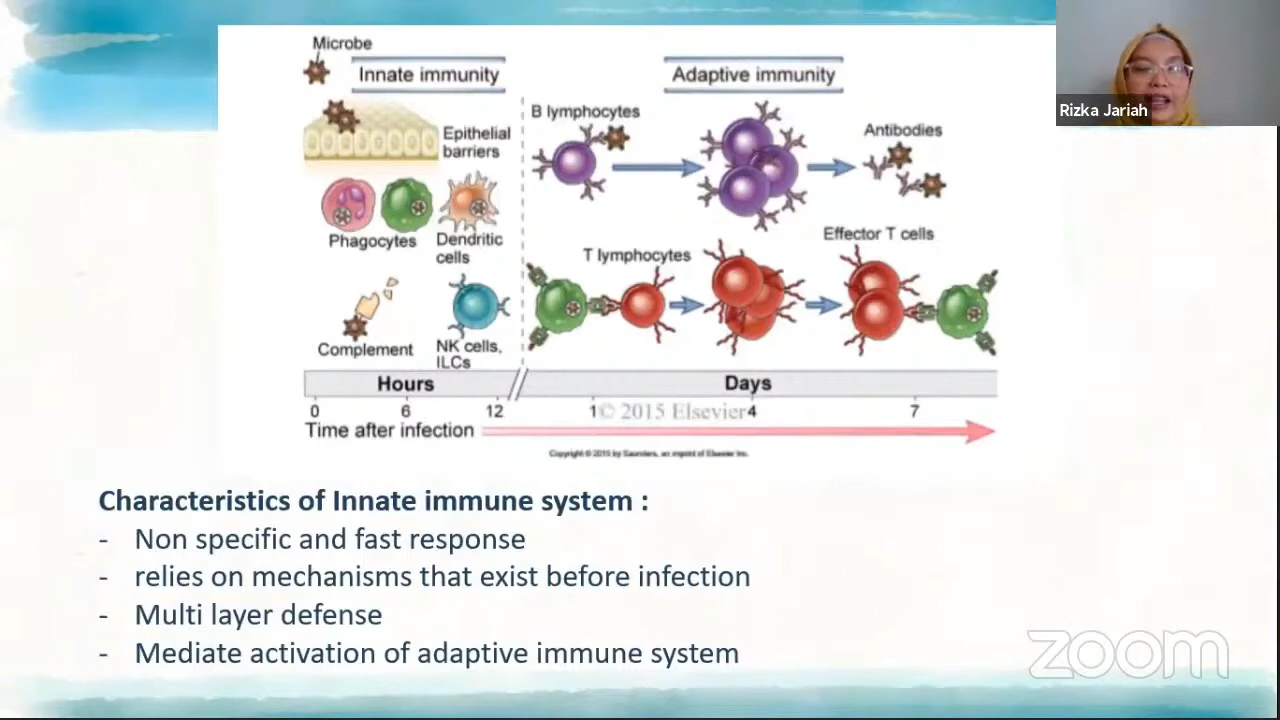 Microbe
Innate immunity
Adaptive immunity
Rizka Jariah
B lymphocytes
Antibodies
Epithelial
barriers
Phagocytes
Dendritic
cells
T lymphocytes
Effector T cells
Complement
NK cells,
ILCs
Hours
Days
0 6 12 1 4 7
© 2015 Elsevier
Time after infection
Copyright © 2015 by Saunders, an imprint of Elsevier Inc.
Characteristics of Innate immune system :
- Non specific and fast response
- relies on mechanisms that exist before infection
- Multi layer defense
- Mediate activation of adaptive immune system
zoom